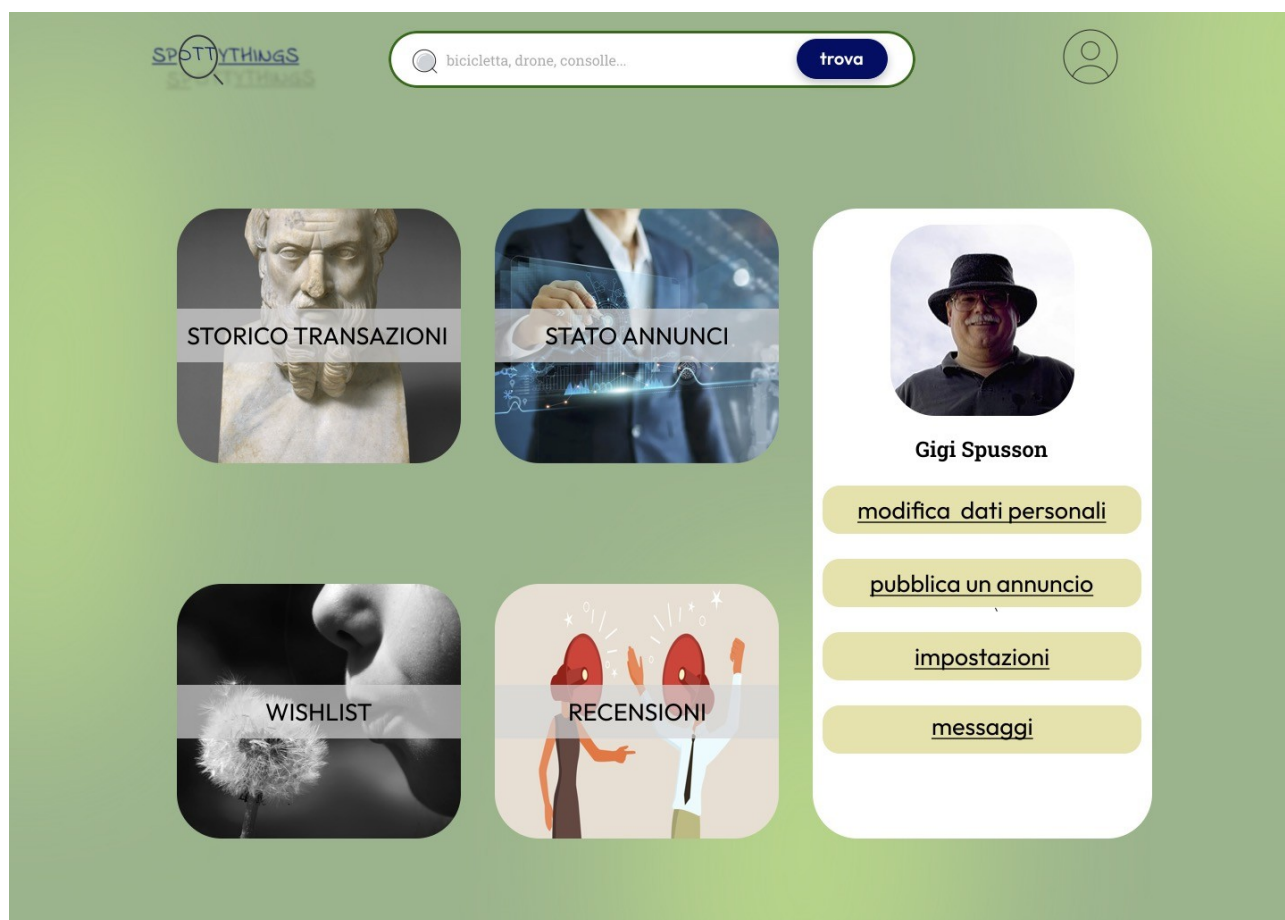 SPOTTYTHINGS
bicicletta, drone, consolle...
trova
STORICO TRANSAZIONI
STATO ANNUNCI
WISHLIST
RECENSIONI
Gigi Spusson
modifica dati personali
pubblica un annuncio
impostazioni
messaggi